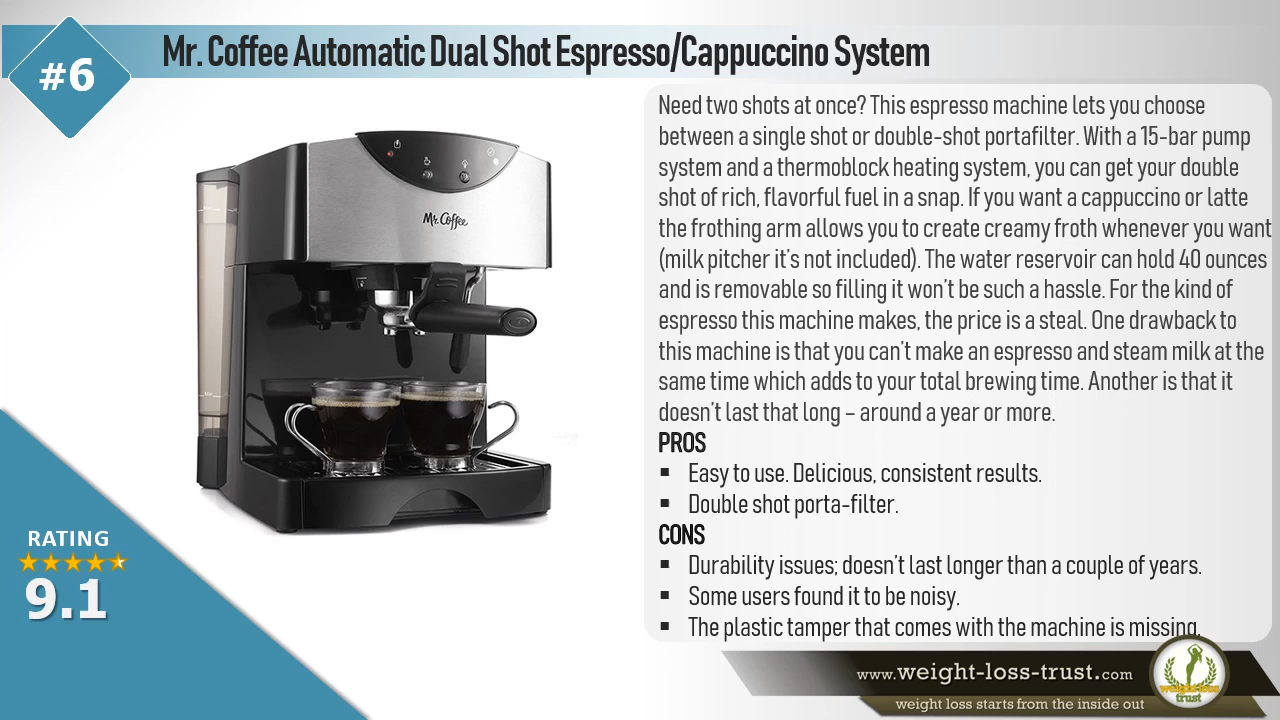 #6
Mr. Coffee Automatic Dual Shot Espresso/Cappuccino System
Mr. Coffee
Need two shots at once? This espresso machine lets you choose
between a single shot or double-shot portafilter. With a 15-bar pump
system and a thermoblock heating system, you can get your double
shot of rich, flavorful fuel in a snap. If you want a cappuccino or latte
the frothing arm allows you to create creamy froth whenever you want
(milk pitcher it's not included). The water reservoir can hold 40 ounces
and is removable so filling it won't be such a hassle. For the kind of
espresso this machine makes, the price is a steal. One drawback to
this machine is that you can't make an espresso and steam milk at the
same time which adds to your total brewing time. Another is that it
doesn't last that long – around a year or more.
PROS
▪ Easy to use. Delicious, consistent results.
▪ Double shot porta-filter.
CONS
▪ Durability issues; doesn't last longer than a couple of years.
▪ Some users found it to be noisy.
▪ The plastic tamper that comes with the machine is missing.
RATING
9.1
www.weight-loss-trust.com
weight loss starts from the inside out
weight loss
trust